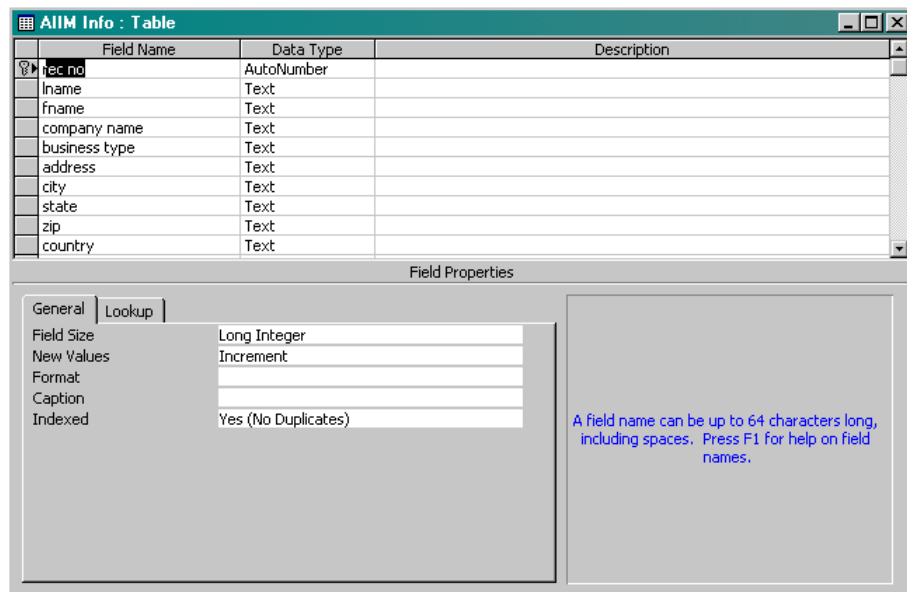 AIIM Info : Table
Field Name Data Type Description
rec no AutoNumber
lname Text
fname Text
company name Text
business type Text
address Text
city Text
state Text
zip Text
country Text
Field Properties
General Lookup
Field Size Long Integer
New Values Increment
Format
Caption
Indexed Yes (No Duplicates)
A field name can be up to 64 characters long,
including spaces. Press F1 for help on field
names.